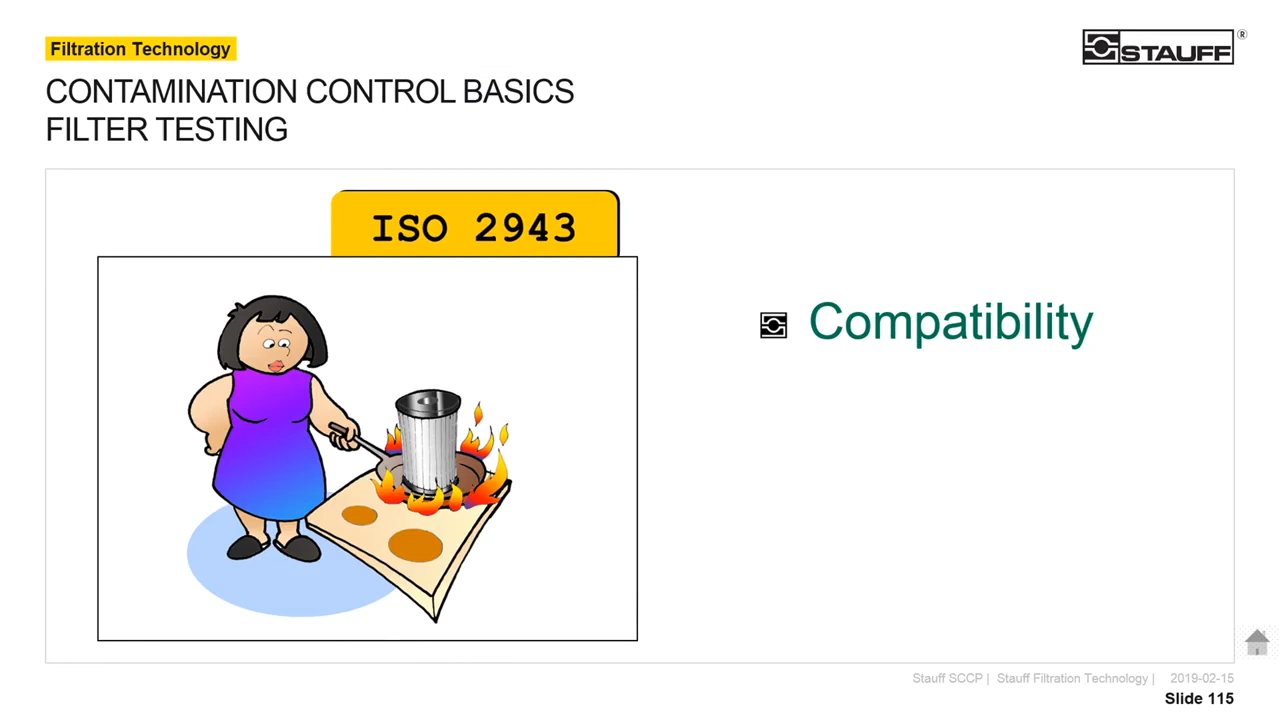 Filtration Technology
STAUFF®
CONTAMINATION CONTROL BASICS
FILTER TESTING
ISO 2943
Compatibility
Stauff SCCP | Stauff Filtration Technology | 2019-02-15
Slide 115